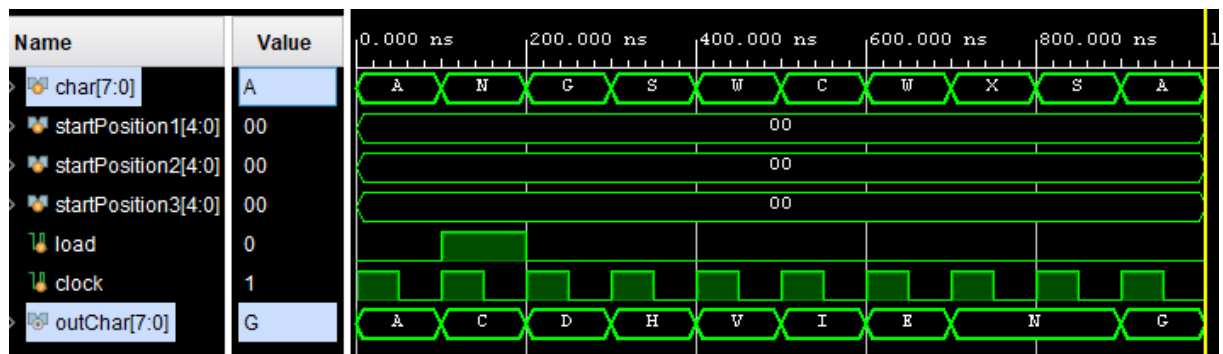 Name Value 0.000 ns 200.000 ns 400.000 ns 600.000 ns 800.000 ns 1
char[7:0] A A N G S W C W X S A
startPosition1[4:0] 00 00
startPosition2[4:0] 00 00
startPosition3[4:0] 00 00
load 0
clock 1
outChar[7:0] G A C D H V I E N G